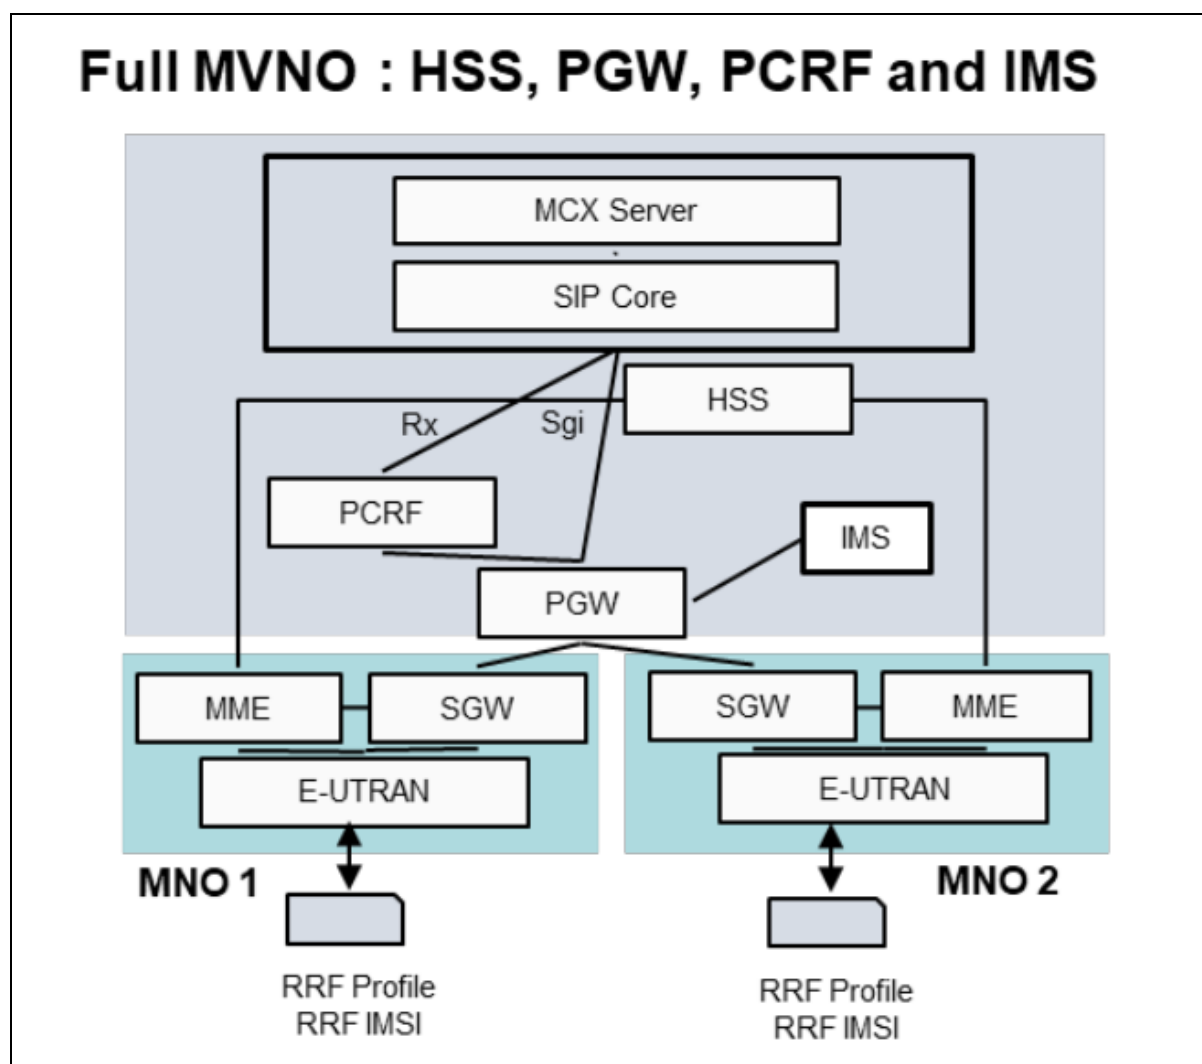 Full MVNO : HSS, PGW, PCRF and IMS
MCX Server
SIP Core
HSS
Rx
Sgi
PCRF
IMS
PGW
MME
SGW
SGW
MME
E-UTRAN
E-UTRAN
MNO 1
MNO 2
RRF Profile
RRF IMSI
RRF Profile
RRF IMSI